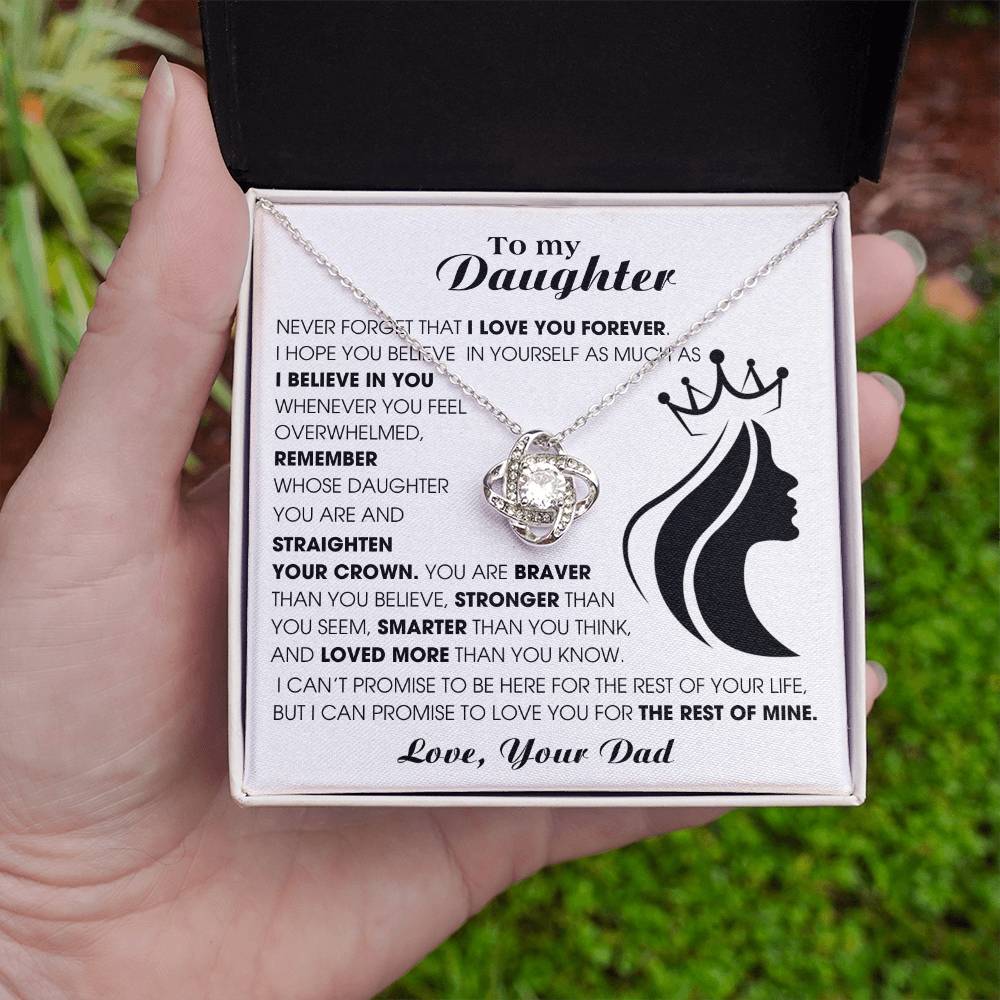 To my
Daughter
NEVER FORGET THAT I LOVE YOU FOREVER.
I HOPE YOU BELIEVE IN YOURSELF AS MUCH AS
I BELIEVE IN YOU
WHENEVER YOU FEEL
OVERWHELMED,
REMEMBER
WHOSE DAUGHTER
YOU ARE AND
STRAIGHTEN
YOUR CROWN. YOU ARE BRAVER
THAN YOU BELIEVE, STRONGER THAN
YOU SEEM, SMARTER THAN YOU THINK,
AND LOVED MORE THAN YOU KNOW.
I CAN'T PROMISE TO BE HERE FOR THE REST OF YOUR LIFE,
BUT I CAN PROMISE TO LOVE YOU FOR THE REST OF MINE.
Love, Your Dad